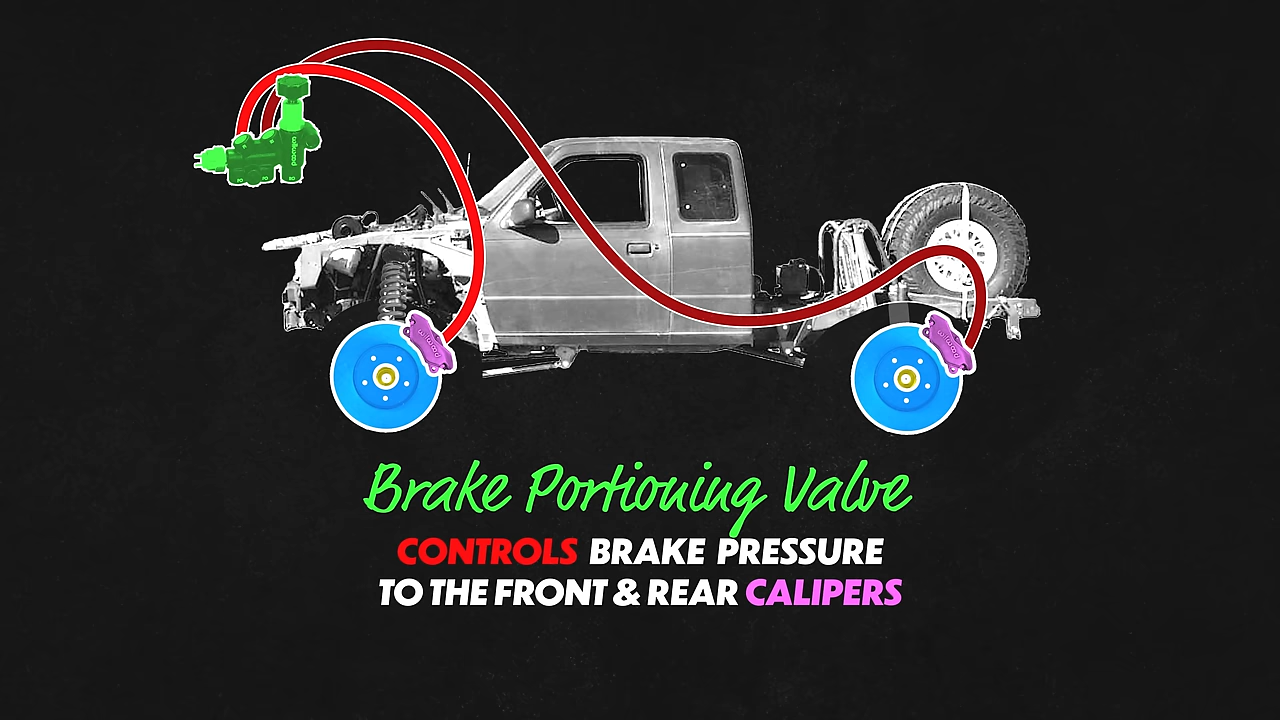 Brake Portioning Valve
CONTROLS BRAKE PRESSURE
TO THE FRONT & REAR CALIPERS